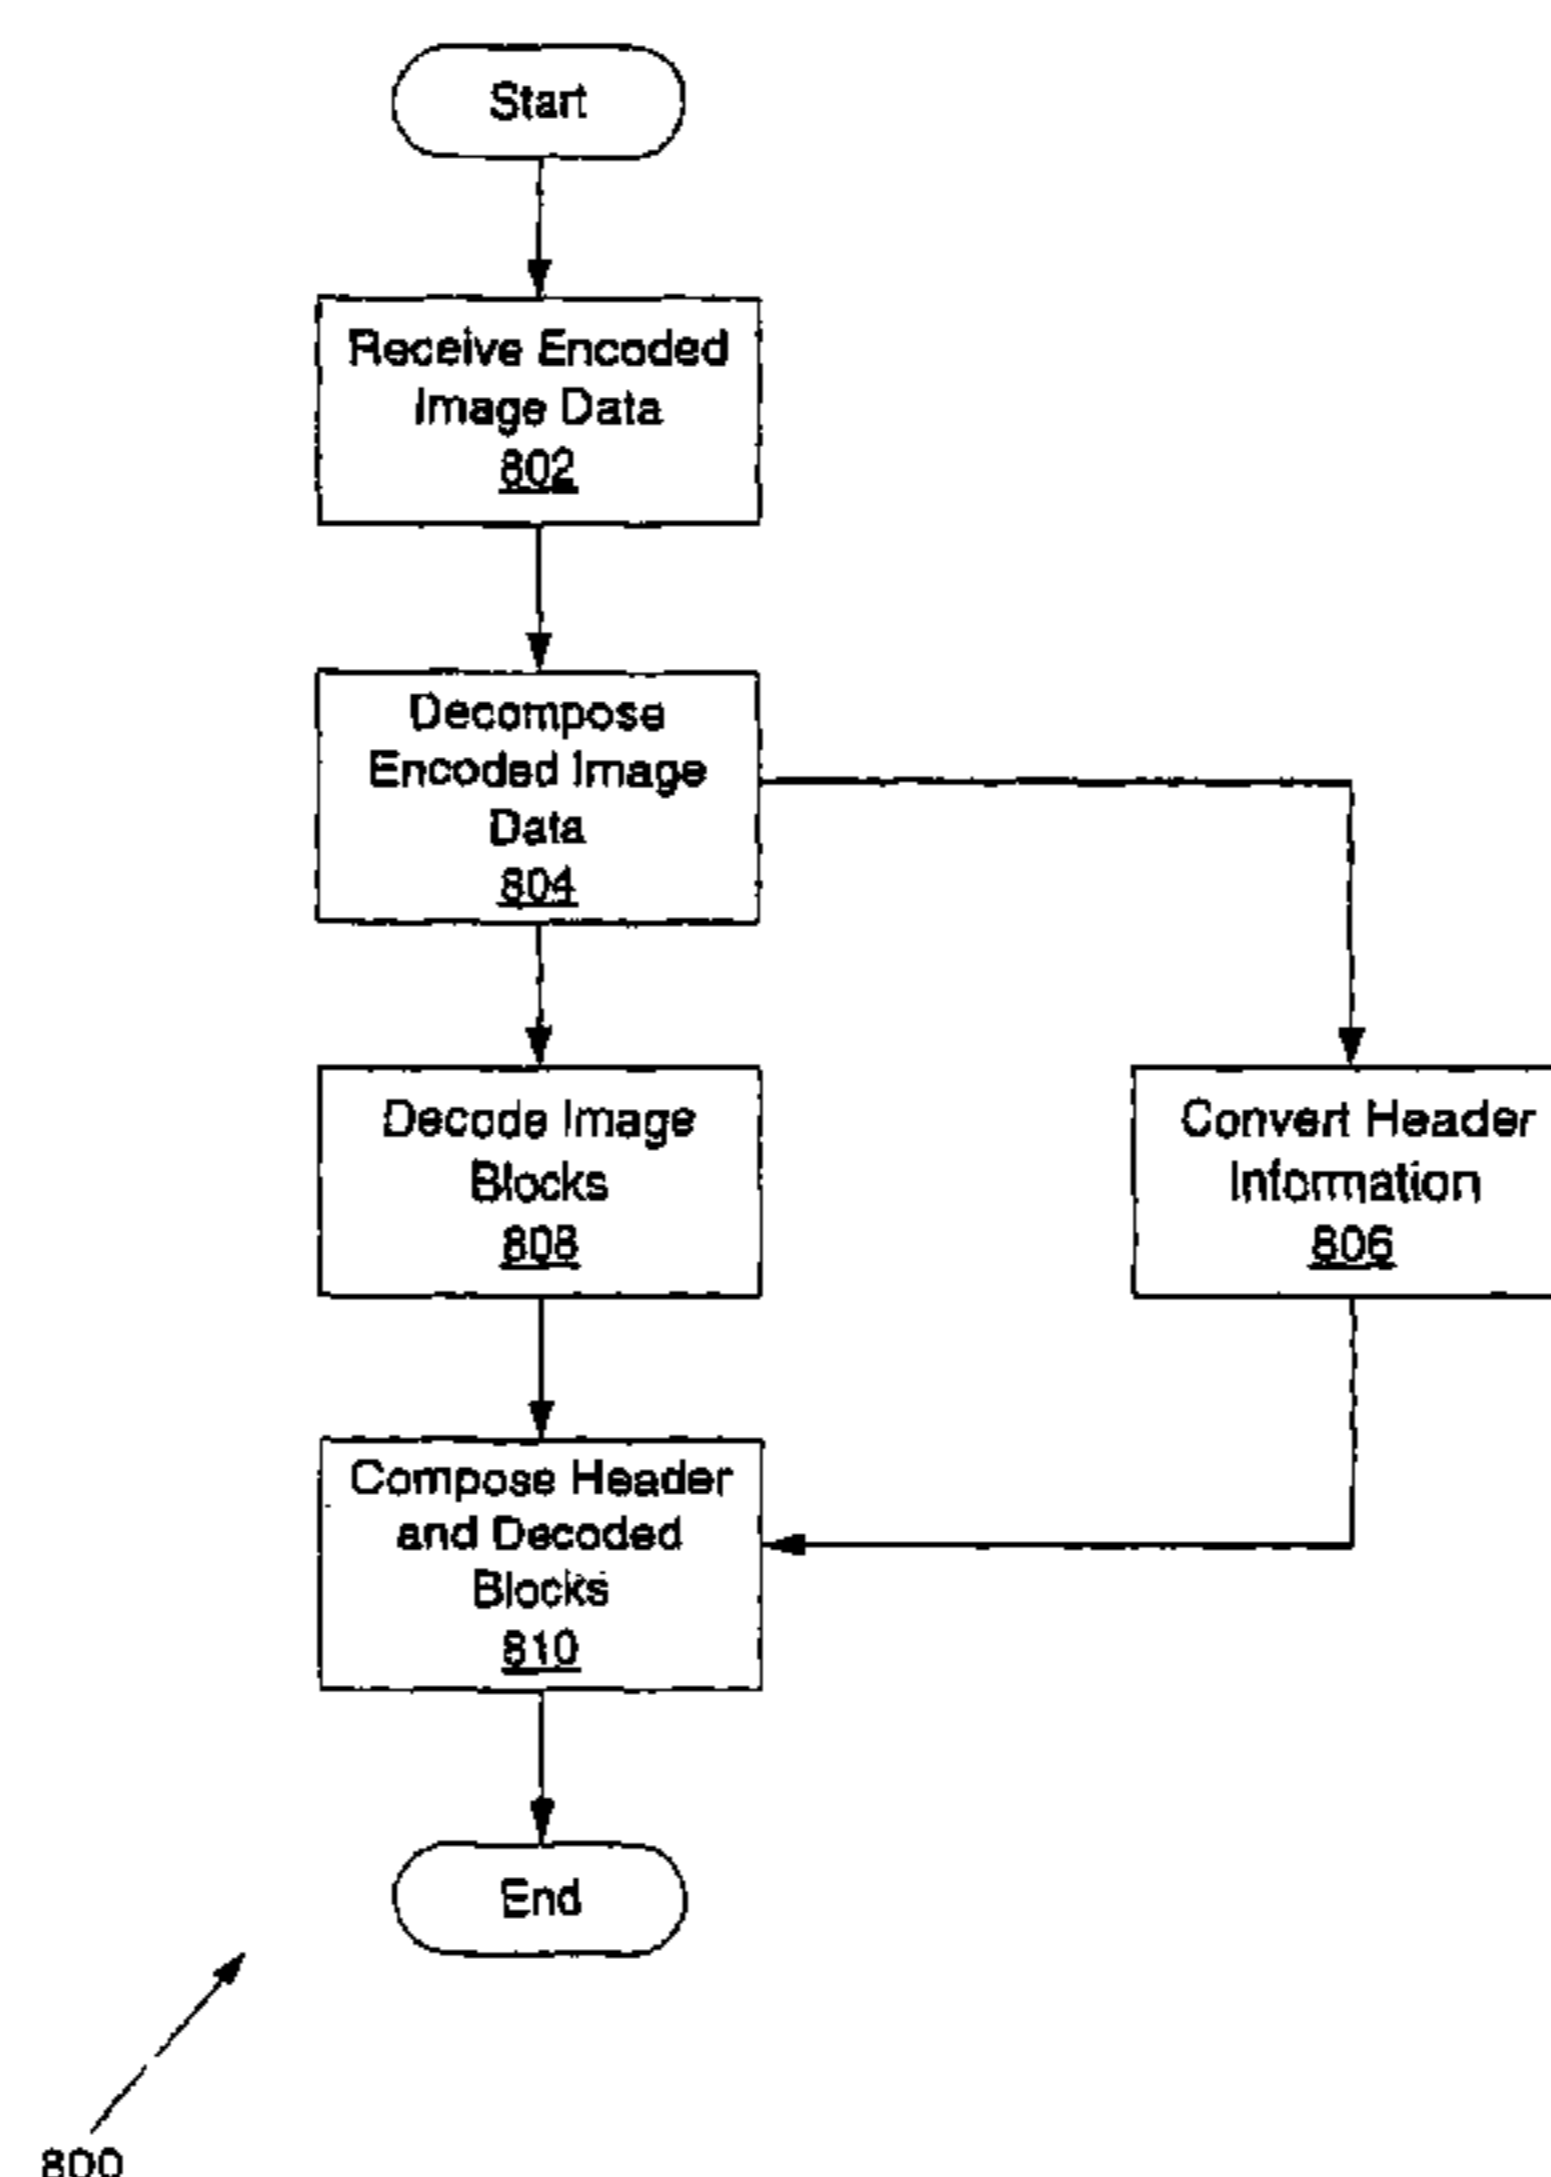 Start
Receive Encoded
Image Data
802
Decompose
Encoded Image
Data
804
Decode Image
Blocks
808
Convert Header
Information
806
Compose Header
and Decoded
Blocks
810
End
800